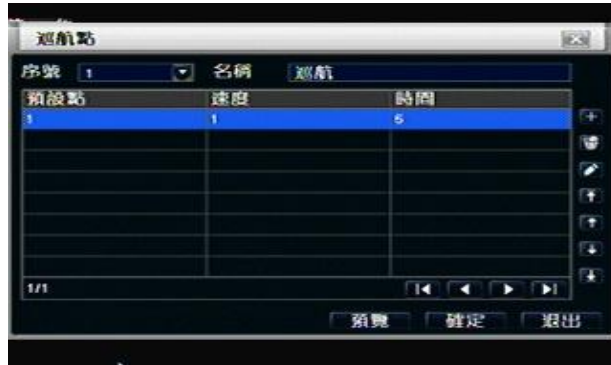 巡航點
序號 1 名稱 巡航
預設點 速度 時間
1 1 5
1/1
預覽 確定 退出